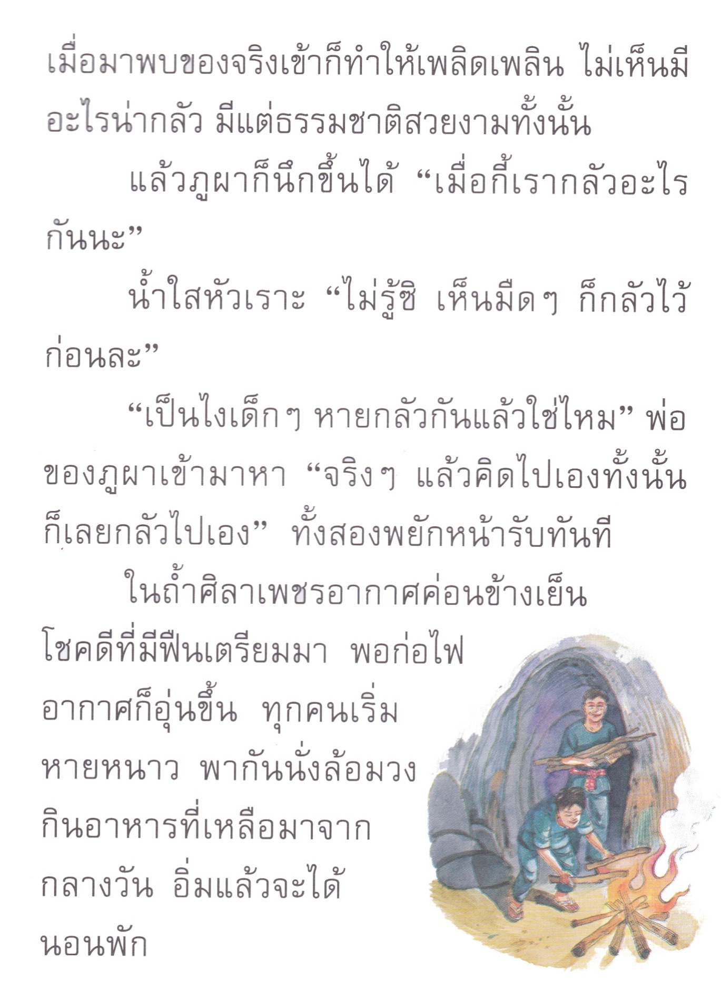 เมื่อมาพบของจริงเข้าก็ทำให้เพลิดเพลิน ไม่เห็นมี
อะไรน่ากลัว มีแต่ธรรมชาติสวยงามทั้งนั้น
แล้วภูผาก็นึกขึ้นได้ “เมื่อกี้เรากลัวอะไร
กันนะ”
น้ำใสหัวเราะ “ไม่รู้ซิ เห็นมืดๆ ก็กลัวไว้
ก่อนละ”
“เป็นไงเด็กๆ หายกลัวกันแล้วใช่ไหม” พ่อ
ของภูผาเข้ามาหา “จริงๆ แล้วคิดไปเองทั้งนั้น
ก็เลยกลัวไปเอง” ทั้งสองพยักหน้ารับทันที
ในถ้ำศิลาเพชรอากาศค่อนข้างเย็น
โชคดีที่มีฟืนเตรียมมา พอก่อไฟ
อากาศก็อุ่นขึ้น ทุกคนเริ่ม
หายหนาว พากันนั่งล้อมวง
กินอาหารที่เหลือมาจาก
กลางวัน อิ่มแล้วจะได้
นอนพัก